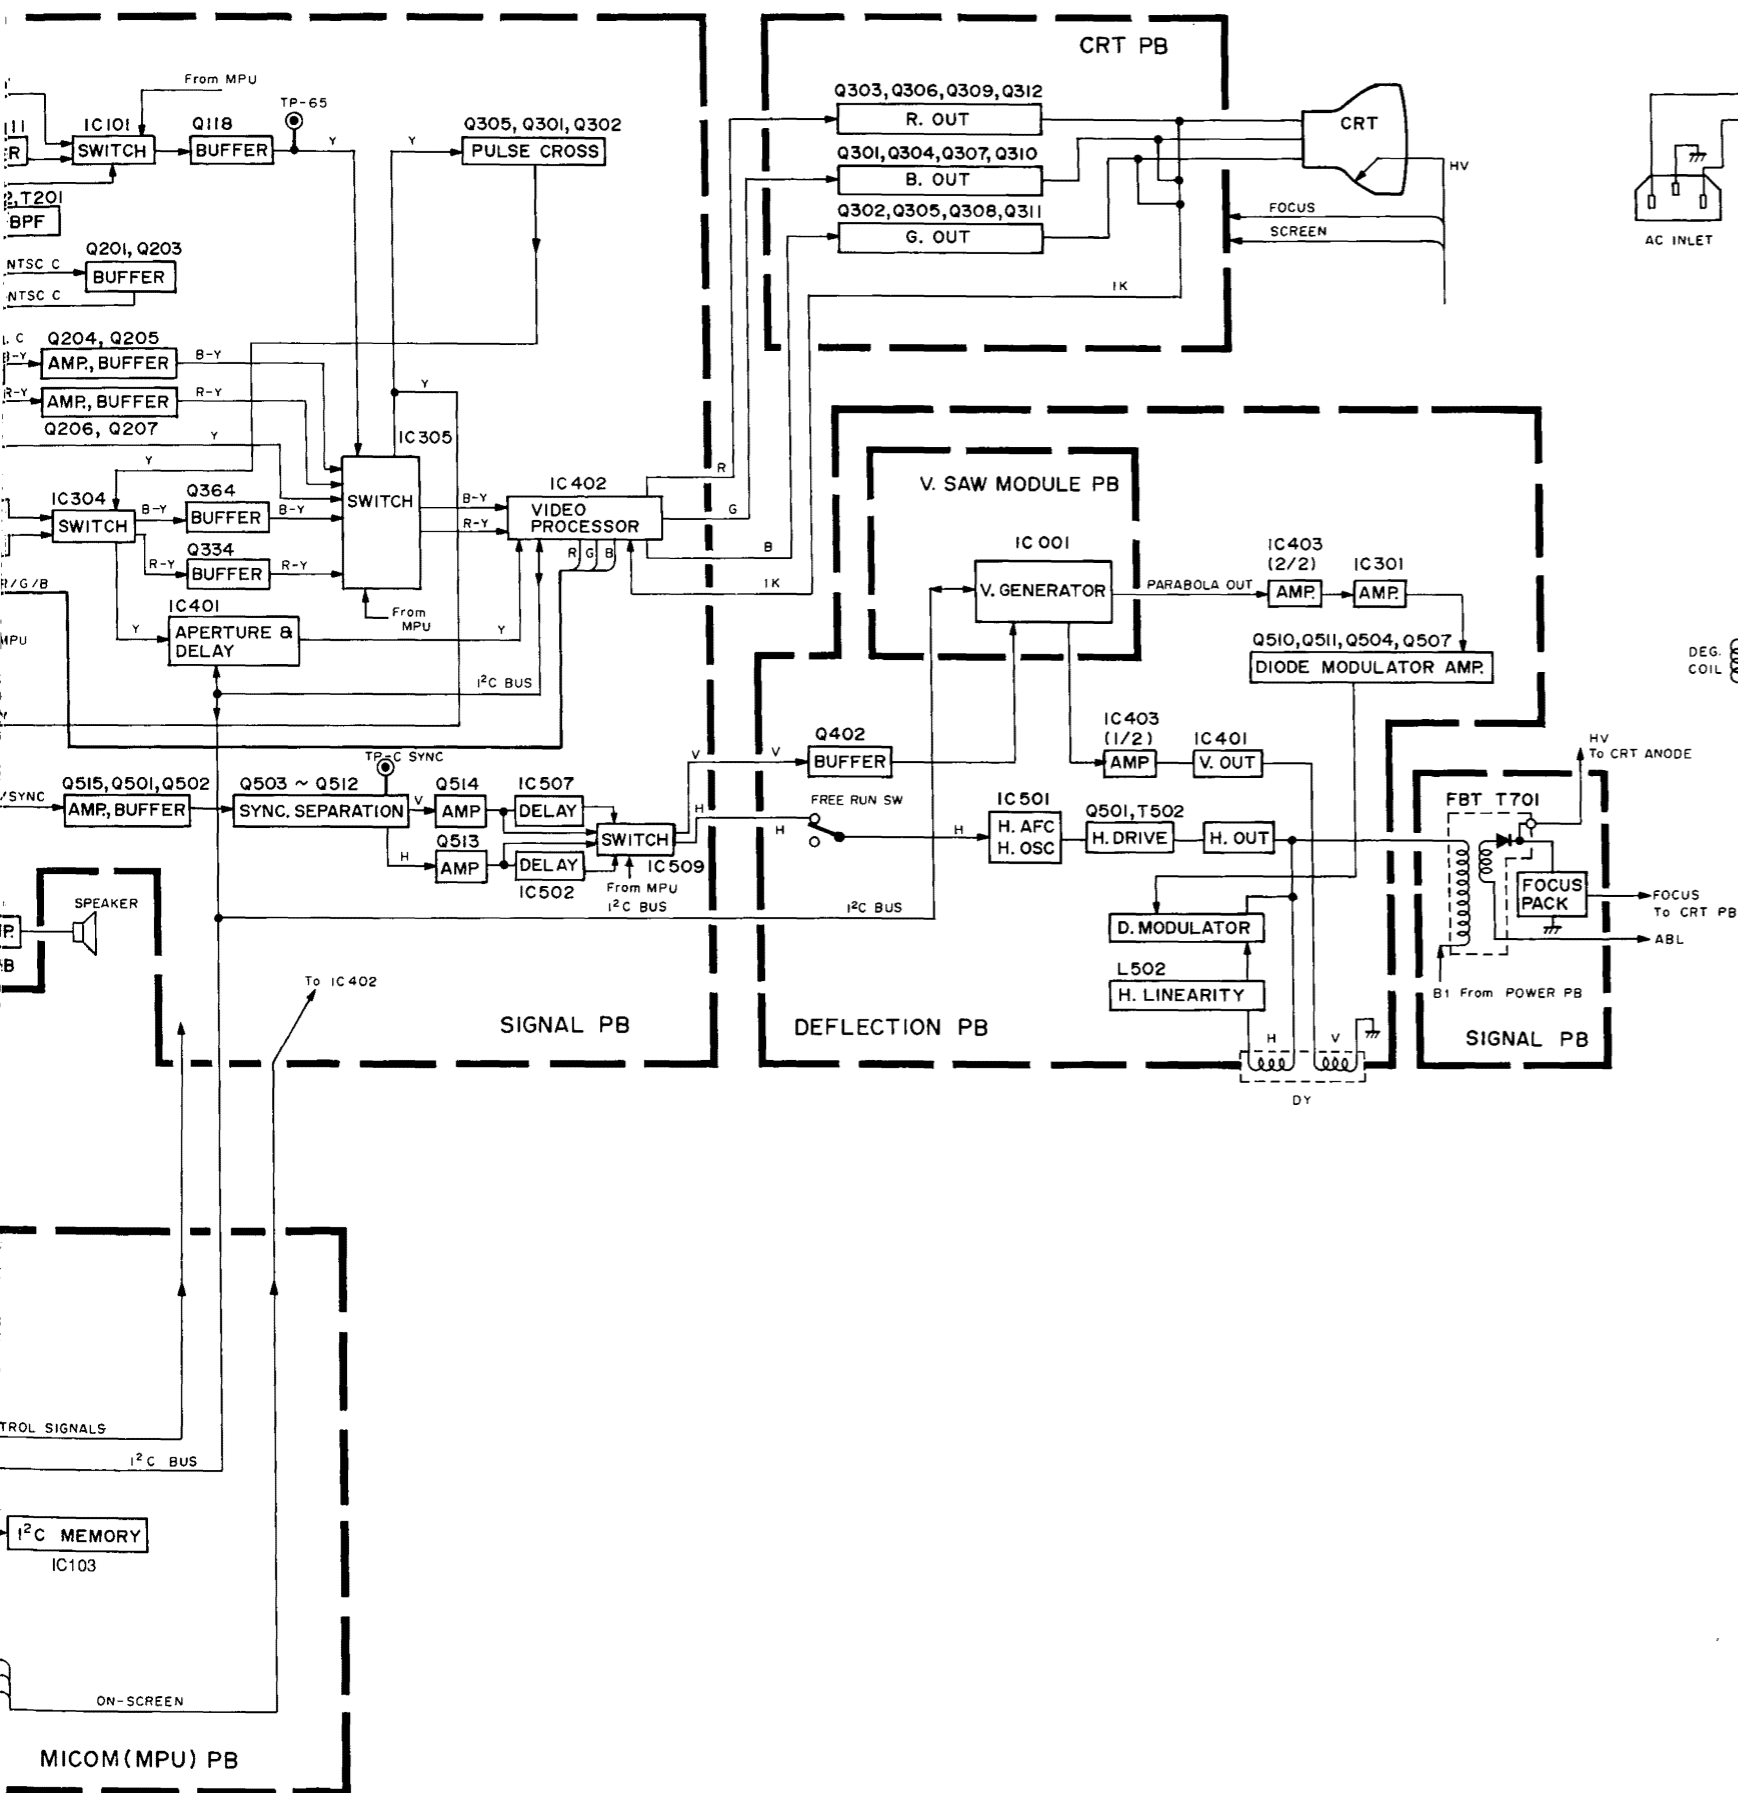 CRT PB
From MPU
TP-65
Q303, Q306, Q309, Q312
R. OUT
CRT
IC101
SWITCH
Q118
BUFFER
Y
Y
Q305, Q301, Q302
PULSE CROSS
Q301, Q304, Q307, Q310
B. OUT
HV
Q302, Q305, Q308, Q311
G. OUT
FOCUS
SCREEN
AC INLET
T201
BPF
Q201, Q203
BUFFER
NTSC C
NTSC C
IK
C
Q204, Q205
B-Y
AMP., BUFFER
B-Y
R-Y
AMP., BUFFER
R-Y
Q206, Q207
Y
Y
Y
IC305
SWITCH
From
MPU
IC304
SWITCH
B-Y
Q364
BUFFER
B-Y
R-Y
Q334
BUFFER
R-Y
B-Y
R-Y
IC402
VIDEO
PROCESSOR
R G B
R
G
B
IK
R/G/B
MPU
IC401
Y
APERTURE &
DELAY
Y
I²C BUS
V. SAW MODULE PB
IC001
V. GENERATOR
PARABOLA OUT
IC403
(2/2)
AMP.
IC301
AMP.
Q510, Q511, Q504, Q507
DIODE MODULATOR AMP.
DEG.
COIL
Y
TP-C SYNC
/SYNC
Q515, Q501, Q502
AMP., BUFFER
Q503 ~ Q512
SYNC. SEPARATION
V
Q514
AMP
IC507
DELAY
H
Q513
AMP
DELAY
IC502
SWITCH
IC509
From MPU
V
H
V
H
Q402
BUFFER
FREE RUN SW
H
IC403
(1/2)
AMP
IC401
V. OUT
IC501
H. AFC
H. OSC
Q501, T502
H. DRIVE
H. OUT
HV
To CRT ANODE
FBT T701
FOCUS
PACK
FOCUS
To CRT PB
ABL
B1 From POWER PB
SIGNAL PB
I²C BUS
I²C BUS
D. MODULATOR
L502
H. LINEARITY
H
V
DY
DEFLECTION PB
SPEAKER
To IC402
SIGNAL PB
TROL SIGNALS
I²C BUS
I²C MEMORY
IC103
ON-SCREEN
MICOM(MPU) PB